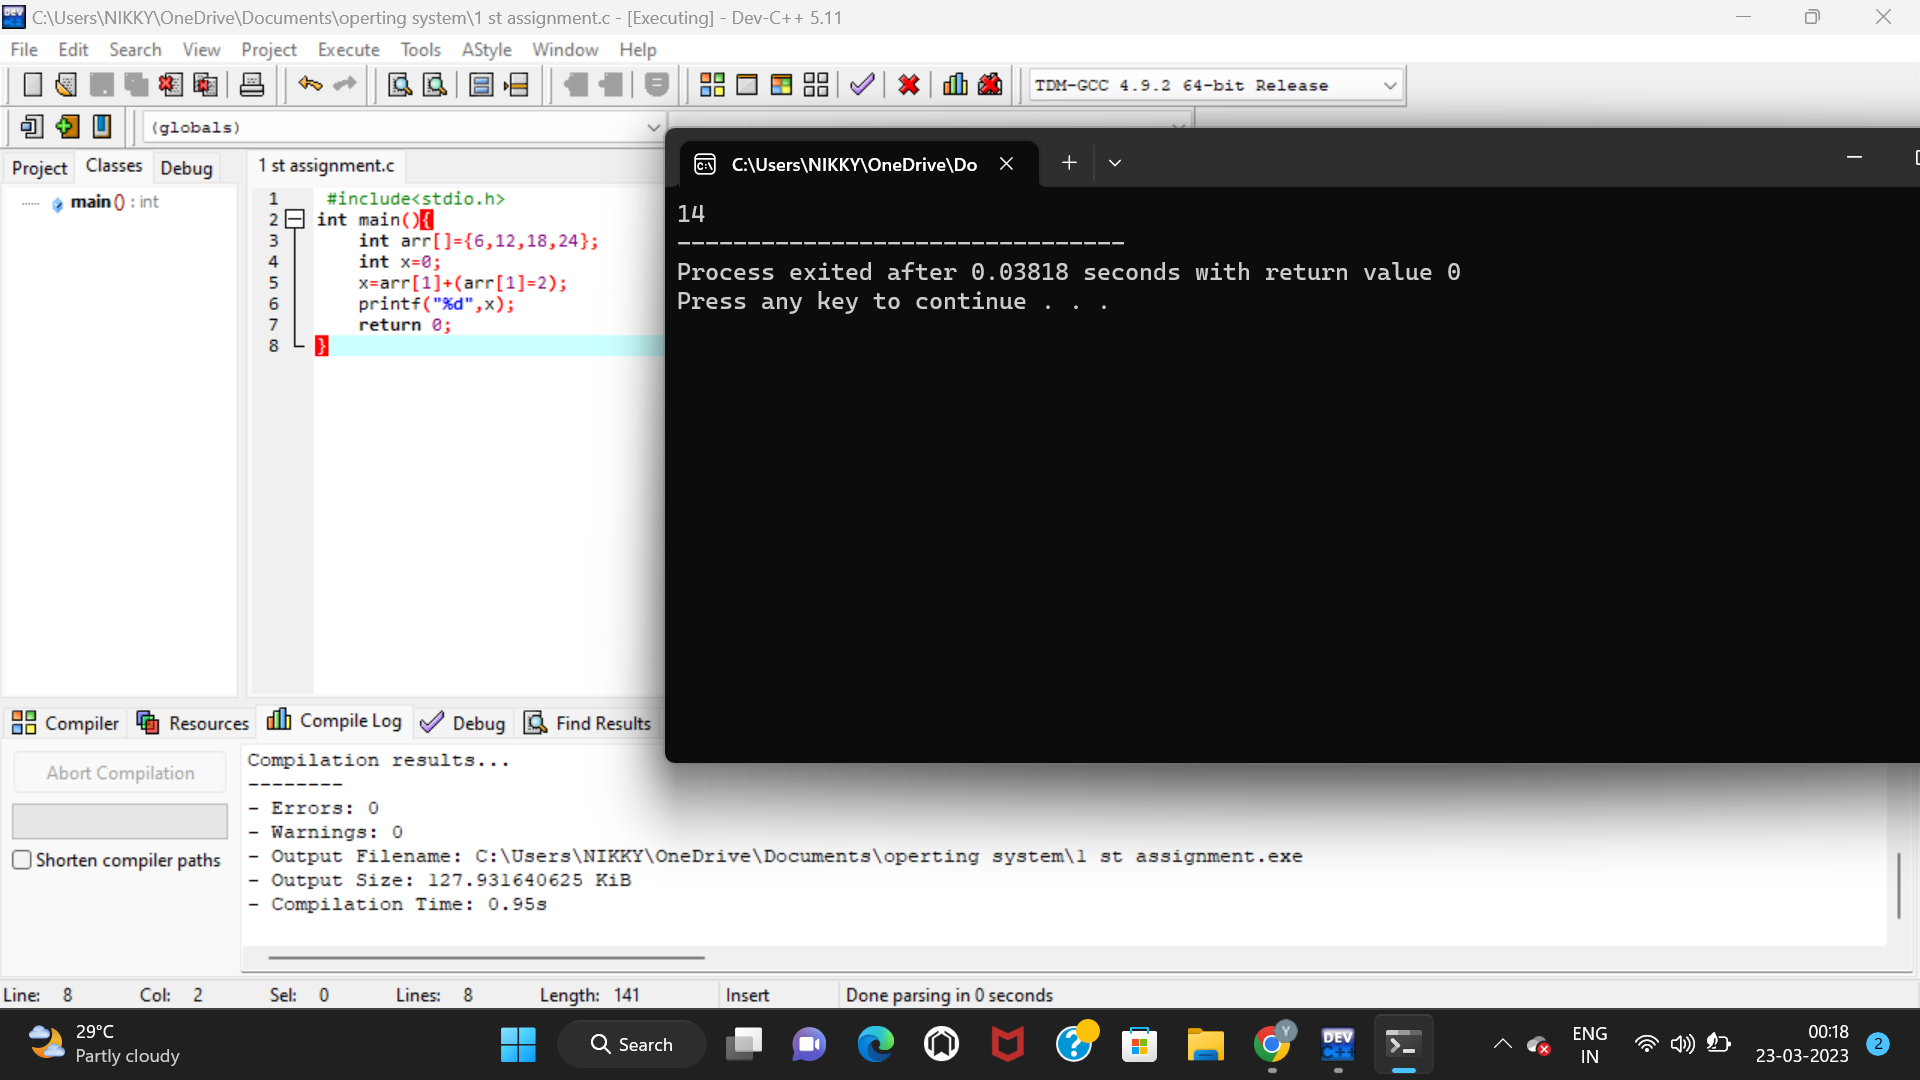 C:\Users\NIKKY\OneDrive\Documents\operting system\1 st assignment.c - [Executing] - Dev-C++ 5.11
File Edit Search View Project Execute Tools AStyle Window Help
TDM-GCC 4.9.2 64-bit Release
(globals)
Project Classes Debug
1 st assignment.c
main () : int
1 #include<stdio.h>
2 int main(){
3 int arr[]={6,12,18,24};
4 int x=0;
5 x=arr[1]+(arr[1]=2);
6 printf("%d",x);
7 return 0;
8 }
C:\Users\NIKKY\OneDrive\Do
14
--------------------------------
Process exited after 0.03818 seconds with return value 0
Press any key to continue . . .
Compiler Resources Compile Log Debug Find Results
Abort Compilation
Shorten compiler paths
Compilation results...
--------
- Errors: 0
- Warnings: 0
- Output Filename: C:\Users\NIKKY\OneDrive\Documents\operting system\1 st assignment.exe
- Output Size: 127.931640625 KiB
- Compilation Time: 0.95s
Line: 8 Col: 2 Sel: 0 Lines: 8 Length: 141 Insert Done parsing in 0 seconds
29°C
Partly cloudy
Search
DEV
C++
Y
ENG
IN
00:18
23-03-2023
2